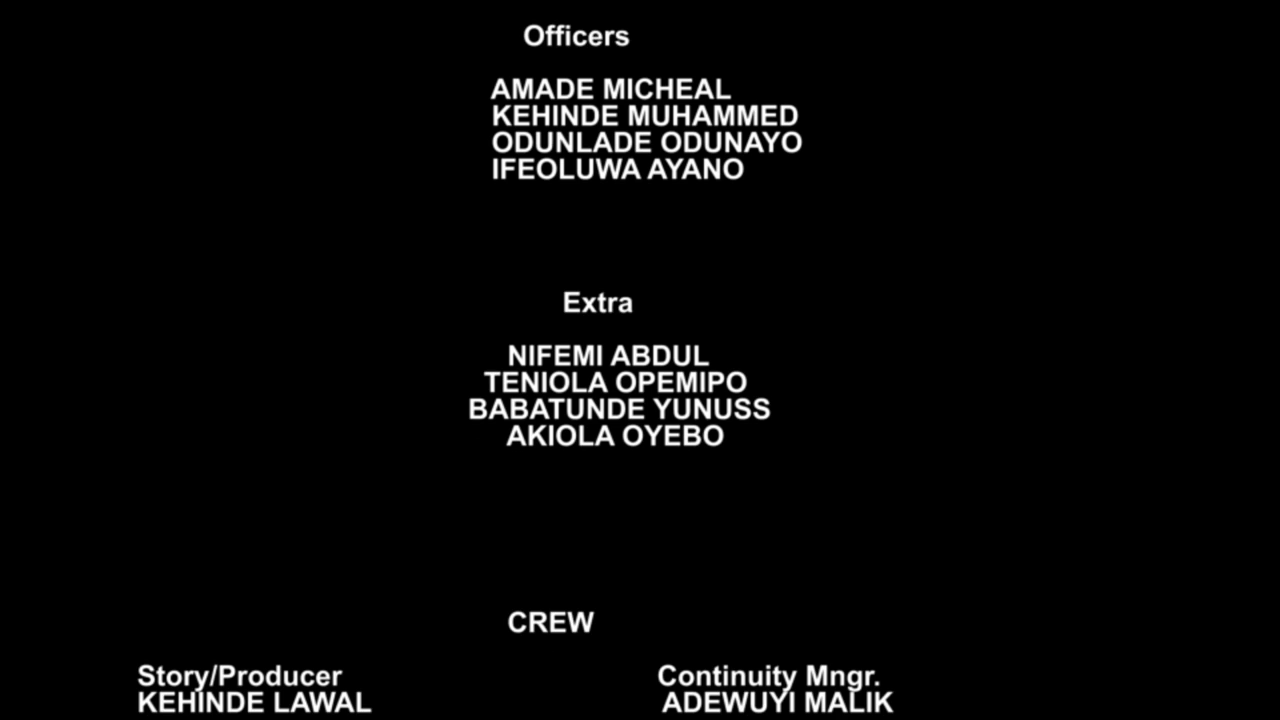 Officers
AMADE MICHEAL
KEHINDE MUHAMMED
ODUNLADE ODUNAYO
IFEOLUWA AYANO
Extra
NIFEMI ABDUL
TENIOLA OPEMIPO
BABATUNDE YUNUSS
AKIOLA OYEBO
CREW
Story/Producer
KEHINDE LAWAL
Continuity Mngr.
ADEWUYI MALIK